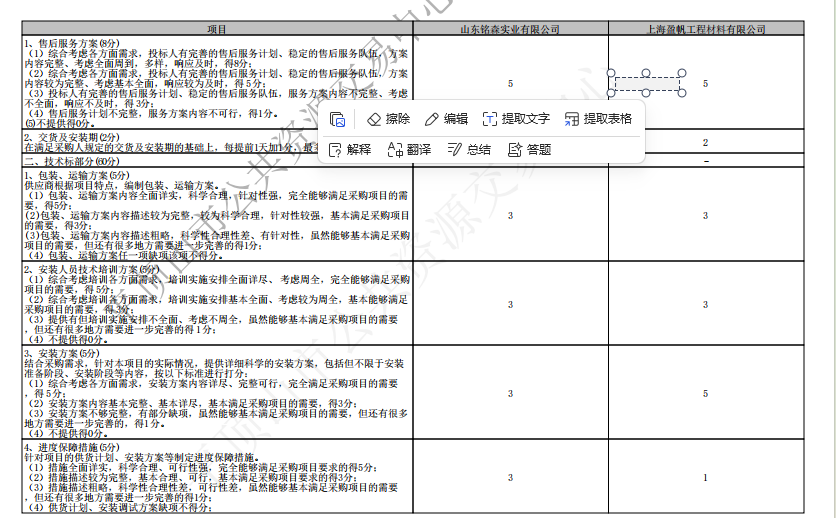 项目 山东铭森实业有限公司 上海盈帆工程材料有限公司
1、售后服务方案(8分)
(1)综合考虑各方面需求，投标人有完善的售后服务计划、稳定的售后服务队伍，方案
内容完整、考虑全面周到，多样，响应及时，得8分；
(2)综合考虑各方面需求，投标人有完善的售后服务计划、稳定的售后服务队伍，方案
内容较为完整、考虑基本全面，响应较为及时，得 5分；
(3)投标人有完善的售后服务计划、稳定的售后服务队伍，服务方案内容不完整、考虑
不全面，响应不及时，得 3分；
(4)售后服务计划不完整，服务方案内容不可行，得1分。
(5)不提供得0分。
5 5
擦除 编辑 提取文字 提取表格
解释 翻译 总结 答题
2、交货及安装期(2分)
在满足采购人规定的交货及安装期的基础上，每提前1天加1分，最
2
二、技术标部分(60分)
-
1、包装、运输方案(5分)
供应商根据项目特点，编制包装、运输方案。
(1)包装、运输方案内容全面详实，科学合理，针对性强，完全能够满足采购项目的需
要，得5分；
(2)包装、运输方案内容描述较为完整，较为科学合理，针对性较强，基本满足采购项目
的需要，得3分；
(3)包装、运输方案内容描述粗略，科学性合理性差、有针对性，虽然能够基本满足采购
项目的需要，但还有很多地方需要进一步完善的得1分；
(4)包装、运输方案任一项缺项该项不得分。
3 3
2、安装人员技术培训方案(5分)
(1)综合考虑培训各方面需求，培训实施安排全面详尽、考虑周全，完全能够满足采购
项目的需要，得 5分；
(2)综合考虑培训各方面需求，培训实施安排基本全面、考虑较为周全，基本能够满足
采购项目的需要，得 3分；
(3)提供有但培训实施安排不全面、考虑不周全，虽然能够基本满足采购项目的需要
，但还有很多地方需要进一步完善的得 1 分；
(4)不提供得0分。
3 3
3、安装方案(5分)
结合采购需求，针对本项目的实际情况，提供详细科学的安装方案，包括但不限于安装
准备阶段、安装阶段等内容，按以下标准进行打分：
(1)综合考虑各方面需求，安装方案内容详尽、完整可行，完全满足采购项目的需要
，得 5分；
(2)安装方案内容基本完整、基本详尽，基本满足采购项目的需要，得3分；
(3)安装方案不够完整，有部分缺项，虽然能够基本满足采购项目的需要，但还有很多
地方需要进一步完善的，得1分。
(4)不提供得0分。
3 5
4、进度保障措施(5分)
针对项目的供货计划、安装方案等制定进度保障措施。
(1)措施全面详实，科学合理、可行性强，完全能够满足采购项目要求的得5分；
(2)措施描述较为完整，基本合理、可行，基本满足采购项目要求的得3分；
(3)措施描述粗略，科学性合理性差，可行性差，虽然能够基本满足采购项目的需要
，但还有很多地方需要进一步完善的得1分；
(4)供货计划、安装调试方案缺项不得分；
3 1